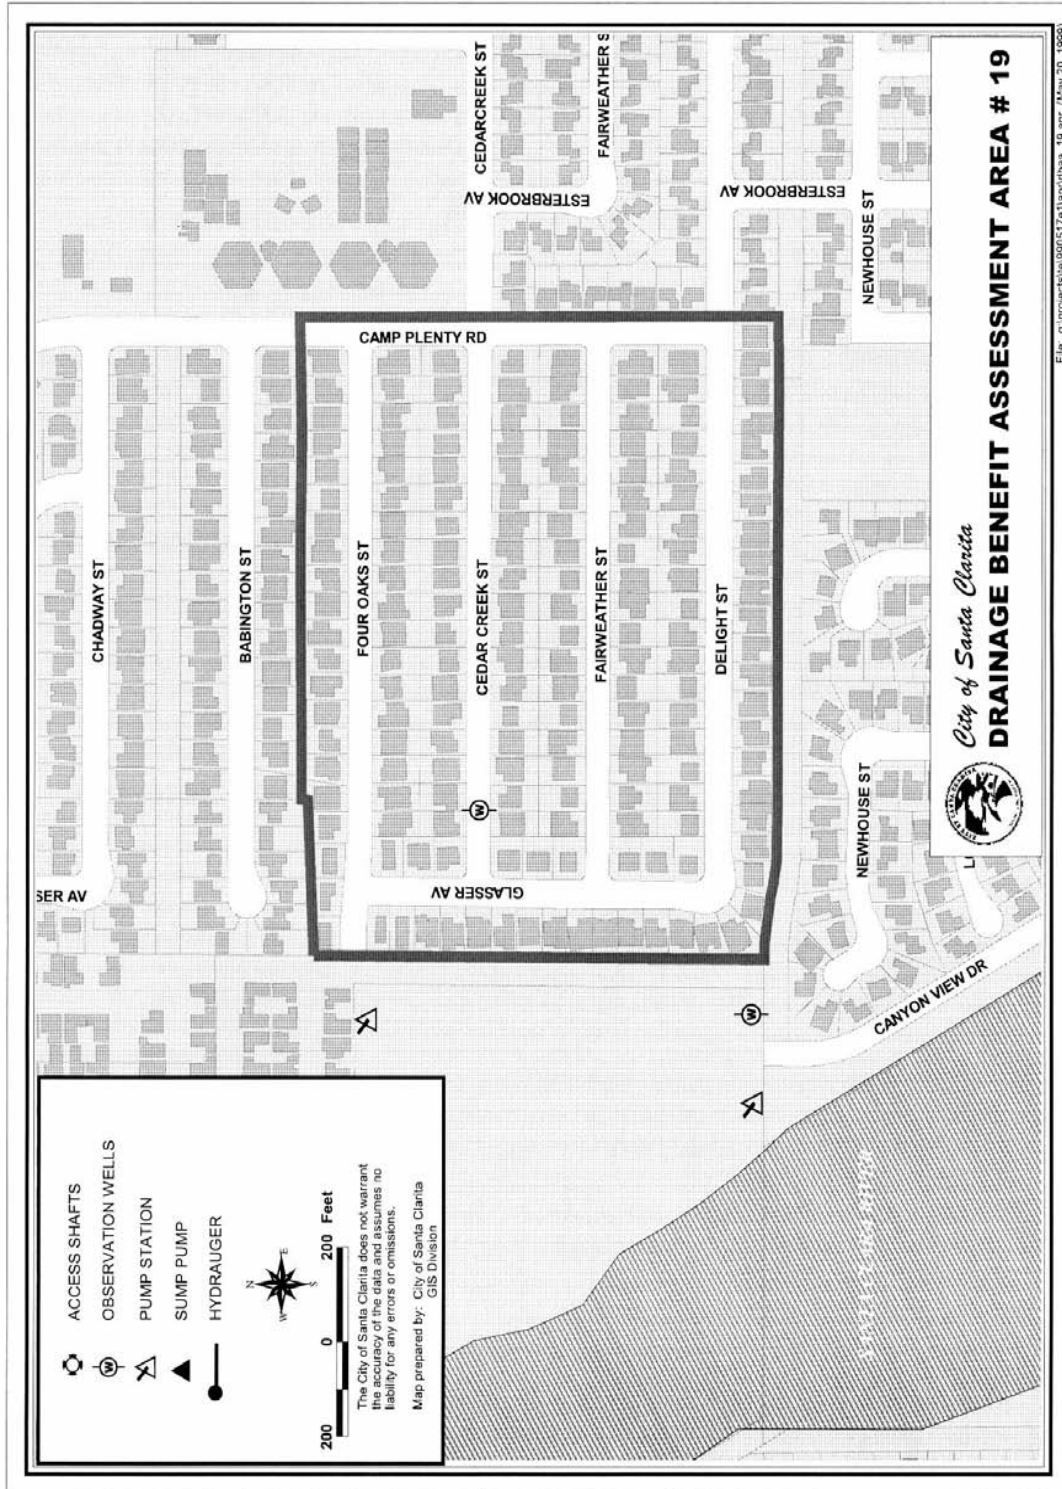 CEDARCREEK ST
FAIRWEATHER S
ESTERBROOK AV
ESTERBROOK AV
NEWHOUSE ST
CAMP PLENTY RD
CHADWAY ST
BABINGTON ST
FOUR OAKS ST
CEDAR CREEK ST
FAIRWEATHER ST
DELIGHT ST
SER AV
GLASSER AV
W
W
NEWHOUSE ST
CANYON VIEW DR
ACCESS SHAFTS
W OBSERVATION WELLS
PUMP STATION
SUMP PUMP
HYDRAUGER
N
W E
S
200 0 200 Feet
The City of Santa Clarita does not warrant
the accuracy of the data and assumes no
liability for any errors or omissions.
Map prepared by: City of Santa Clarita
GIS Division
City of Santa Clarita
DRAINAGE BENEFIT ASSESSMENT AREA # 19